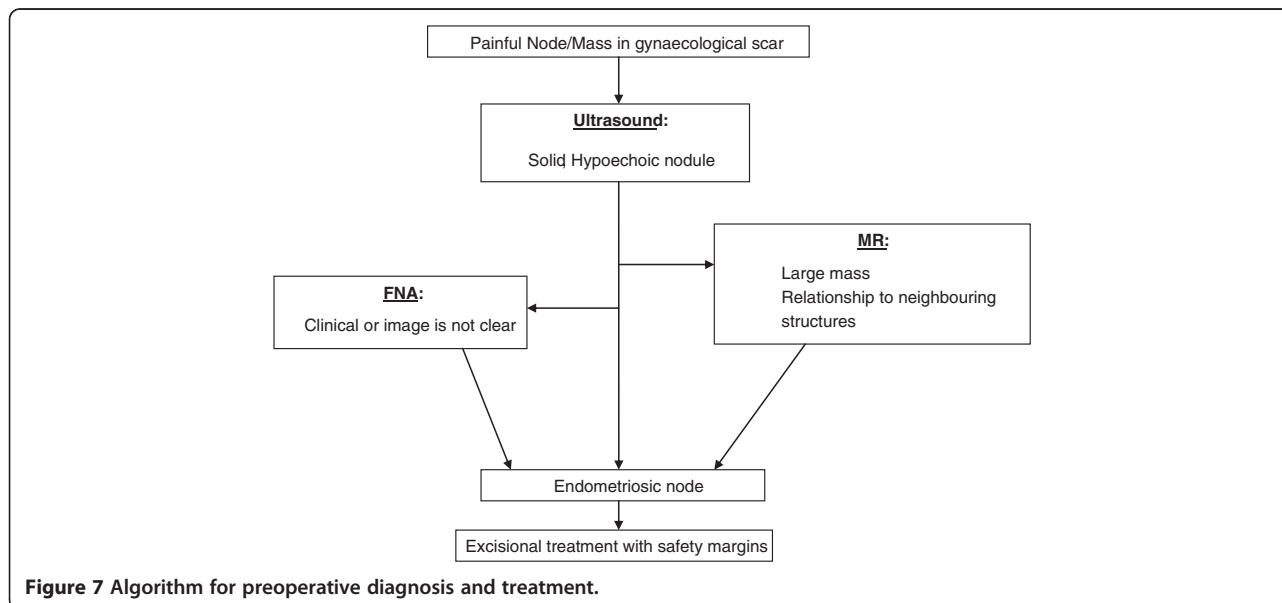 Painful Node/Mass in gynaecological scar
Ultrasound:
Solid Hypoechoic nodule
MR:
Large mass
Relationship to neighbouring
structures
FNA:
Clinical or image is not clear
Endometriosic node
Excisional treatment with safety margins
Figure 7 Algorithm for preoperative diagnosis and treatment.